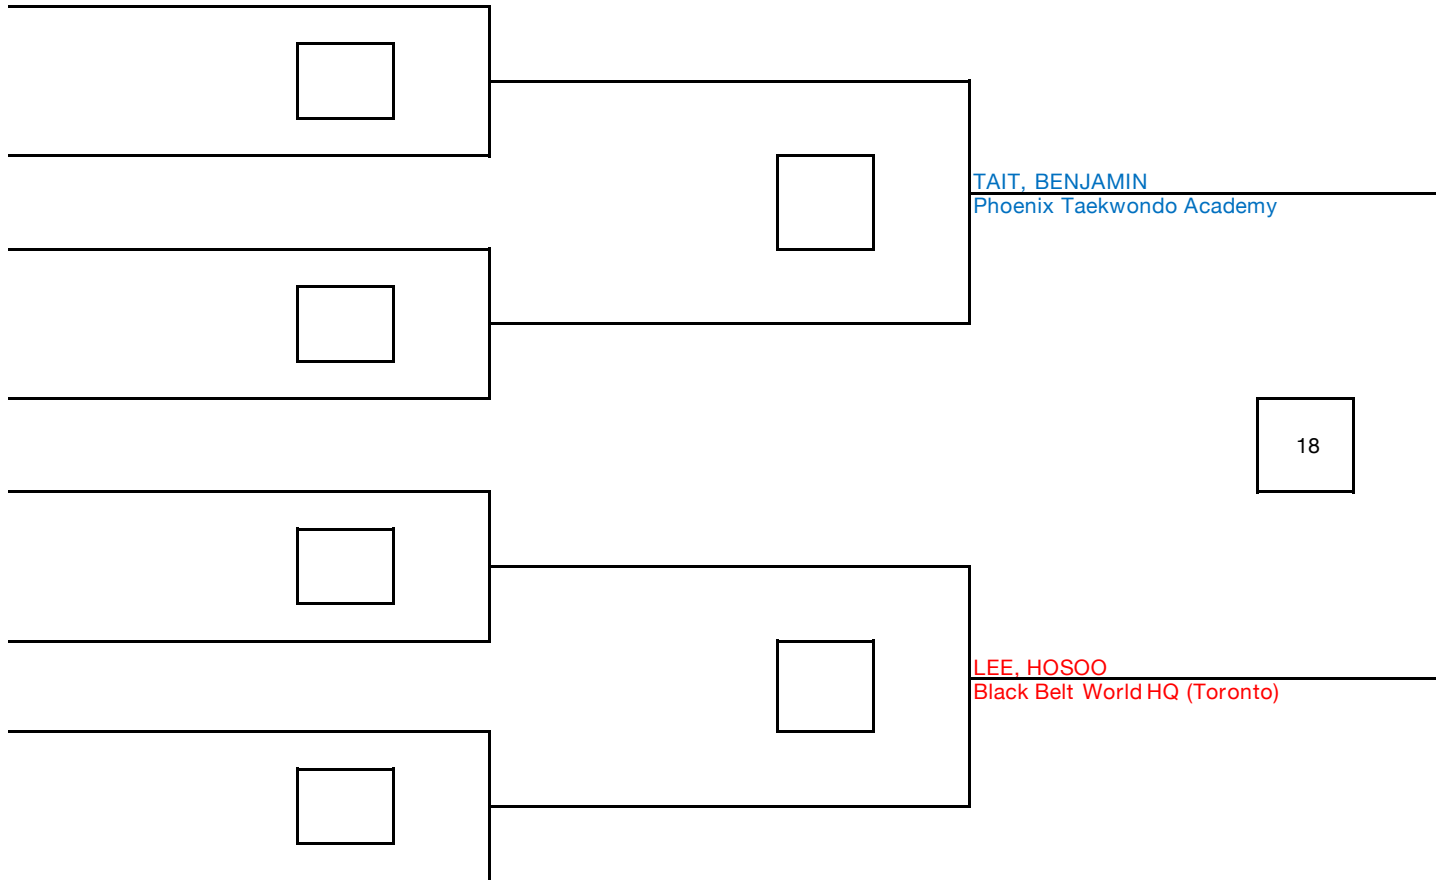 TAIT, BENJAMIN
Phoenix Taekwondo Academy
18
LEE, HOSOO
Black Belt World HQ (Toronto)